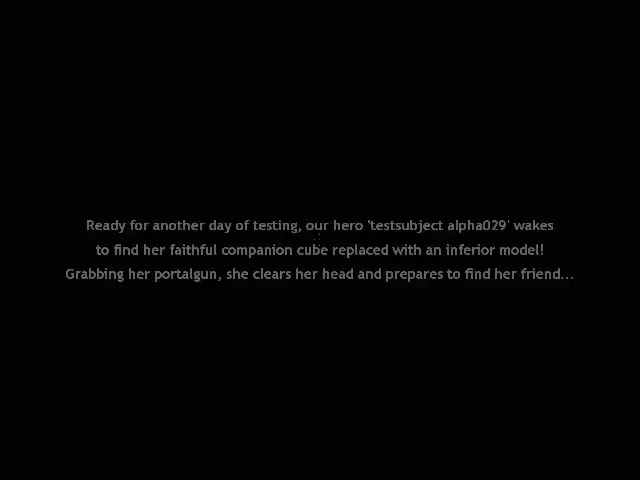 Ready for another day of testing, our hero 'testsubject alpha029' wakes
to find her faithful companion cube replaced with an inferior model!
Grabbing her portalgun, she clears her head and prepares to find her friend...